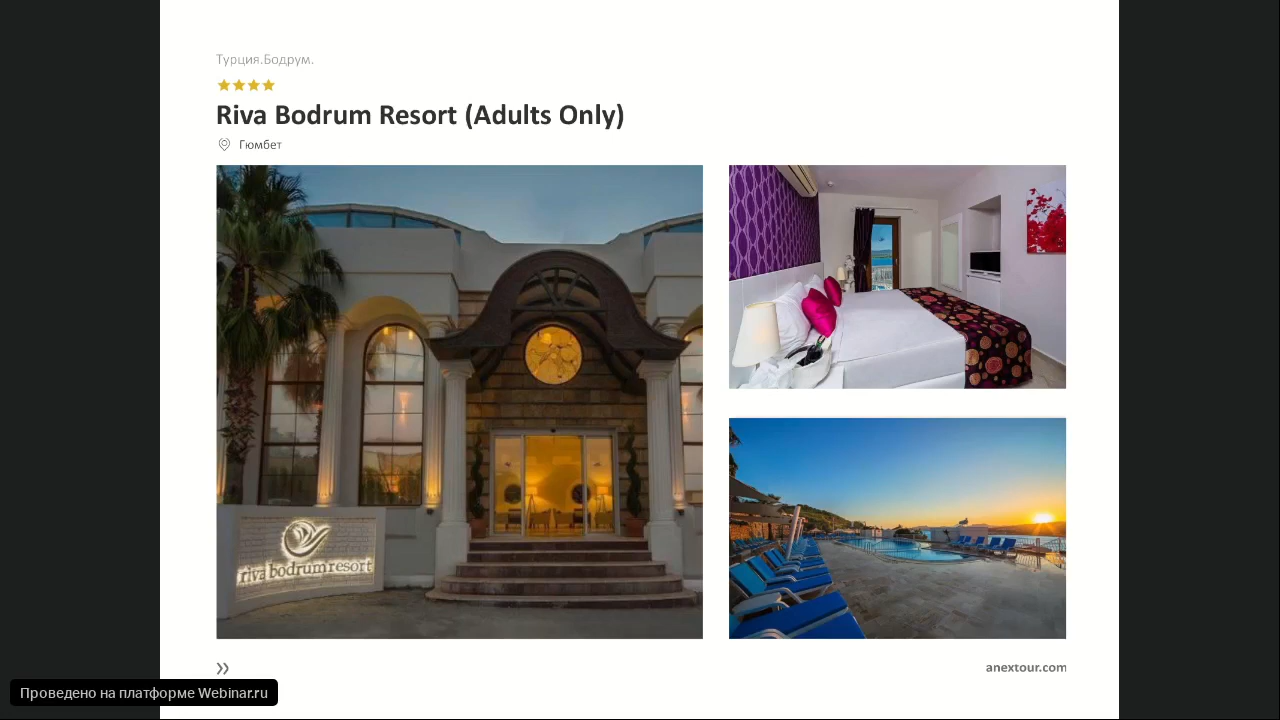 Турция.Бодрум.
Riva Bodrum Resort (Adults Only)
Гюмбет
riva bodrum resort
anextour.com
Проведено на платформе Webinar.ru